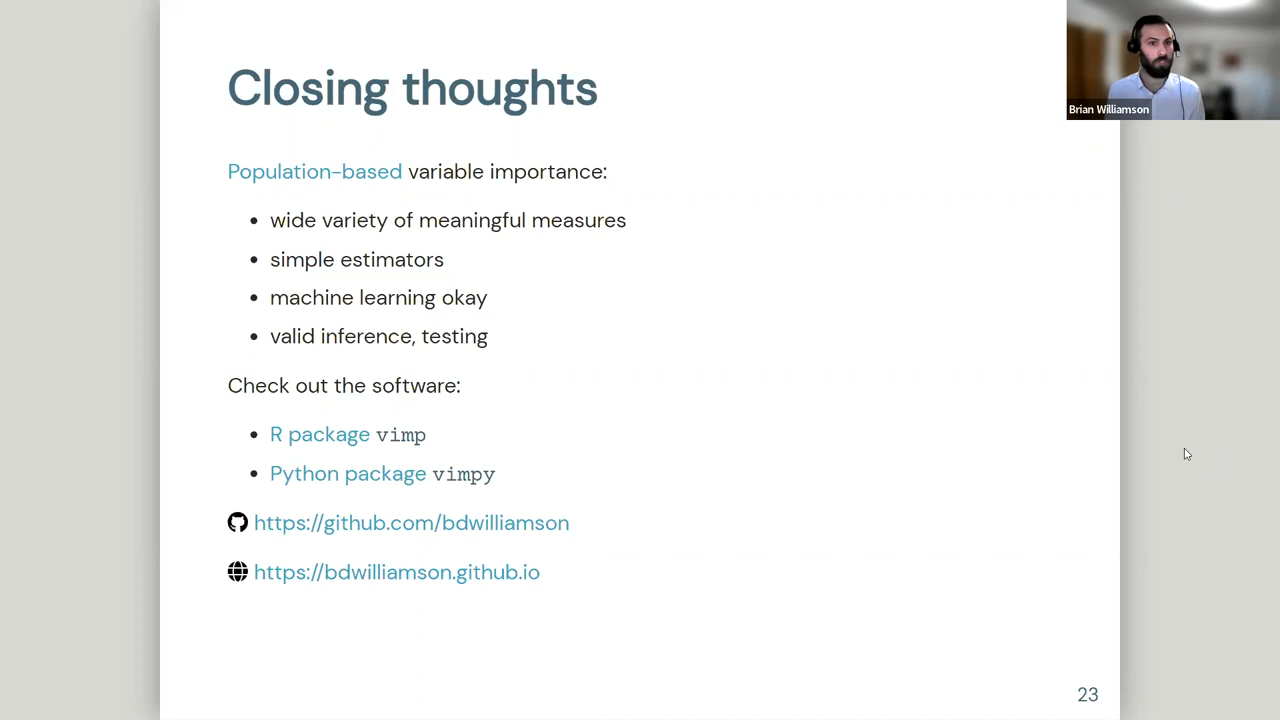 Closing thoughts
Brian Williamson
Population-based variable importance:
• wide variety of meaningful measures
• simple estimators
• machine learning okay
• valid inference, testing
Check out the software:
• R package vimp
• Python package vimpy
https://github.com/bdwilliamson
https://bdwilliamson.github.io
23